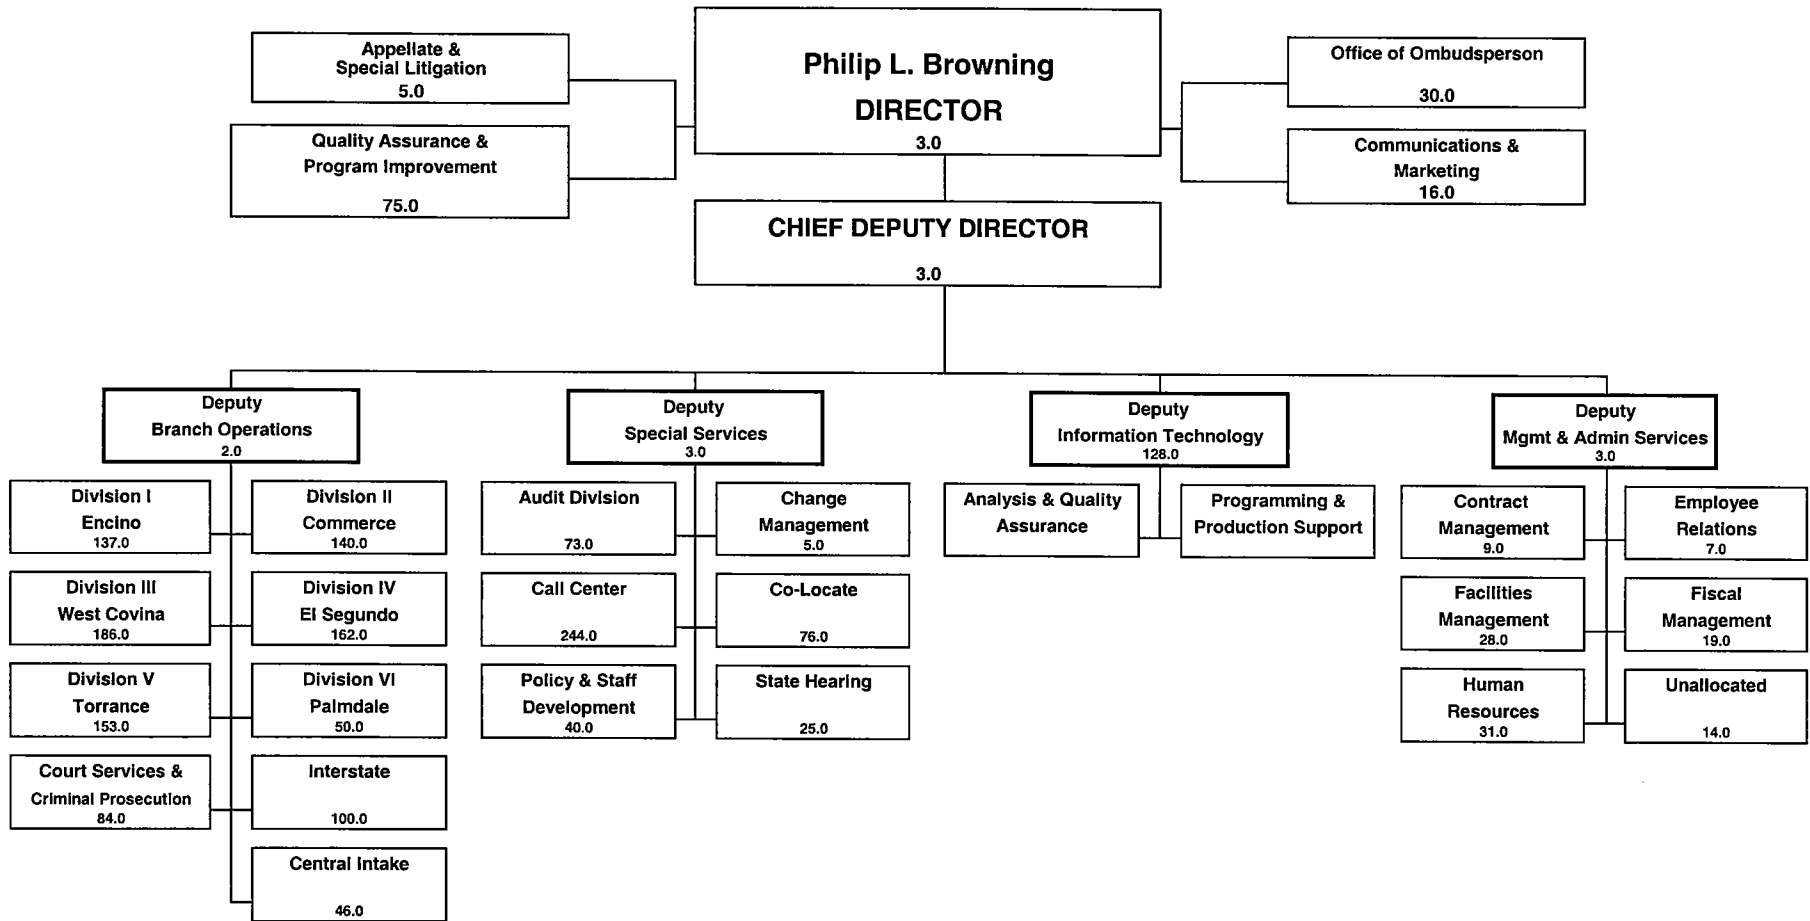 Appellate &
Special Litigation
5.0
Quality Assurance &
Program Improvement
75.0
Philip L. Browning
DIRECTOR
3.0
Office of Ombudsperson
30.0
Communications &
Marketing
16.0
CHIEF DEPUTY DIRECTOR
3.0
Deputy
Branch Operations
2.0
Division I
Encino
137.0
Division II
Commerce
140.0
Division III
West Covina
186.0
Division IV
El Segundo
162.0
Division V
Torrance
153.0
Division VI
Palmdale
50.0
Court Services &
Criminal Prosecution
84.0
Interstate
100.0
Central Intake
46.0
Deputy
Special Services
3.0
Audit Division
73.0
Change
Management
5.0
Call Center
244.0
Co-Locate
76.0
Policy & Staff
Development
40.0
State Hearing
25.0
Deputy
Information Technology
128.0
Analysis & Quality
Assurance
Programming &
Production Support
Deputy
Mgmt & Admin Services
3.0
Contract
Management
9.0
Employee
Relations
7.0
Facilities
Management
28.0
Fiscal
Management
19.0
Human
Resources
31.0
Unallocated
14.0